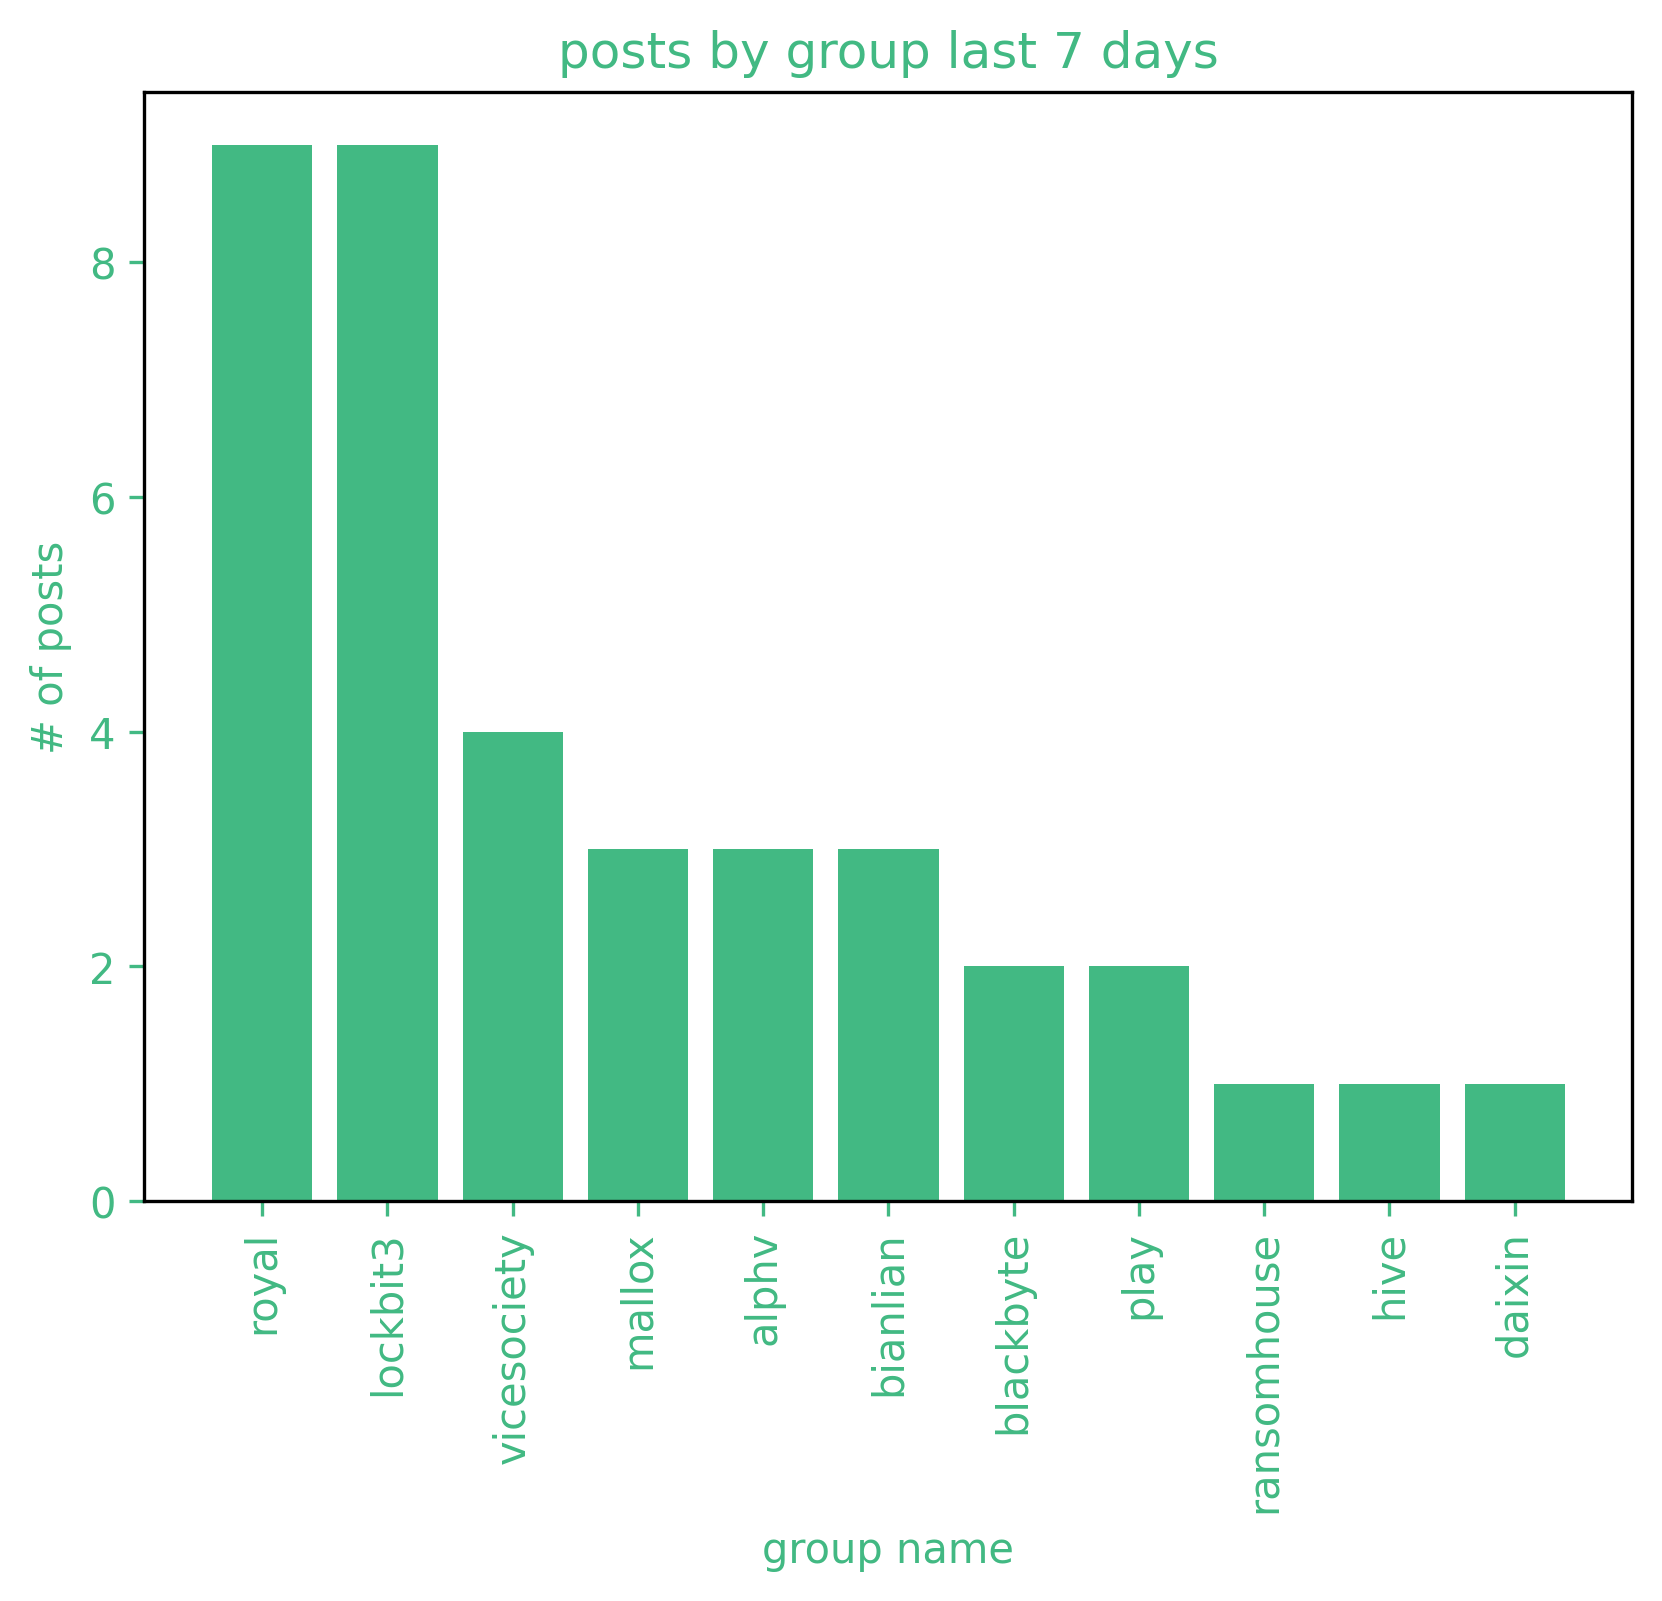 posts by group last 7 days
# of posts
8
6
4
2
0
royal
lockbit3
vicesociety
mallox
alphv
bianlian
blackbyte
play
ransomhouse
hive
daixin
group name